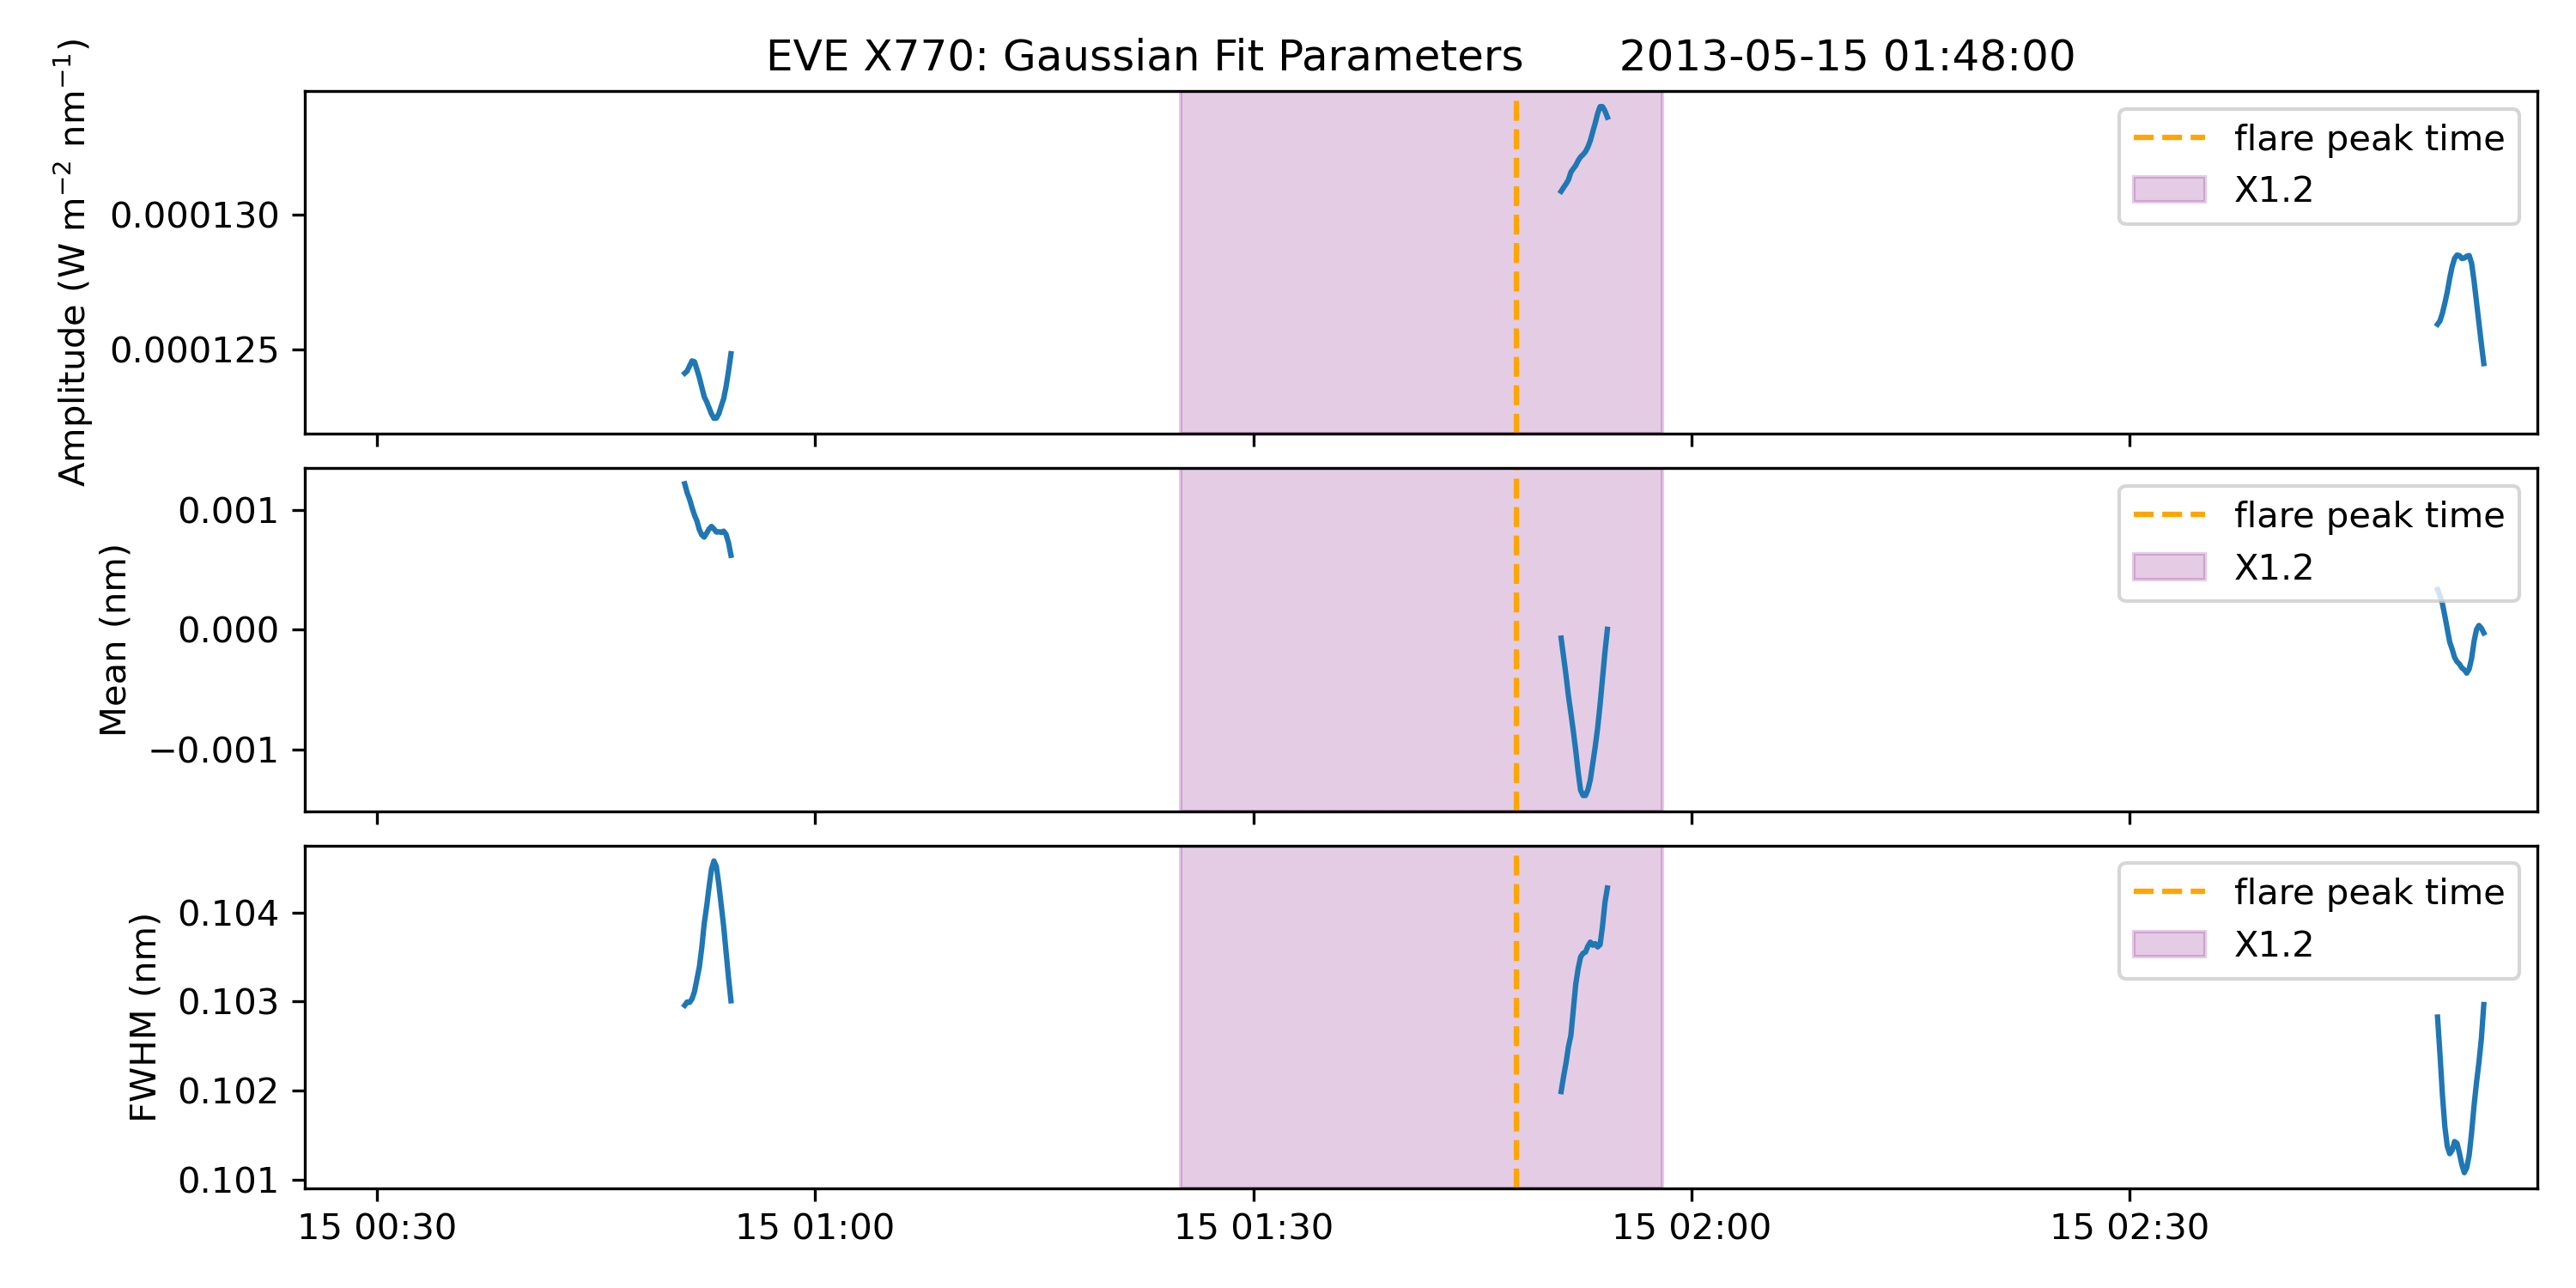 EVE X770: Gaussian Fit Parameters 2013-05-15 01:48:00
Amplitude (W m⁻² nm⁻¹)
0.000130
0.000125
flare peak time
X1.2
Mean (nm)
0.001
0.000
−0.001
flare peak time
X1.2
FWHM (nm)
0.104
0.103
0.102
0.101
flare peak time
X1.2
15 00:30 15 01:00 15 01:30 15 02:00 15 02:30